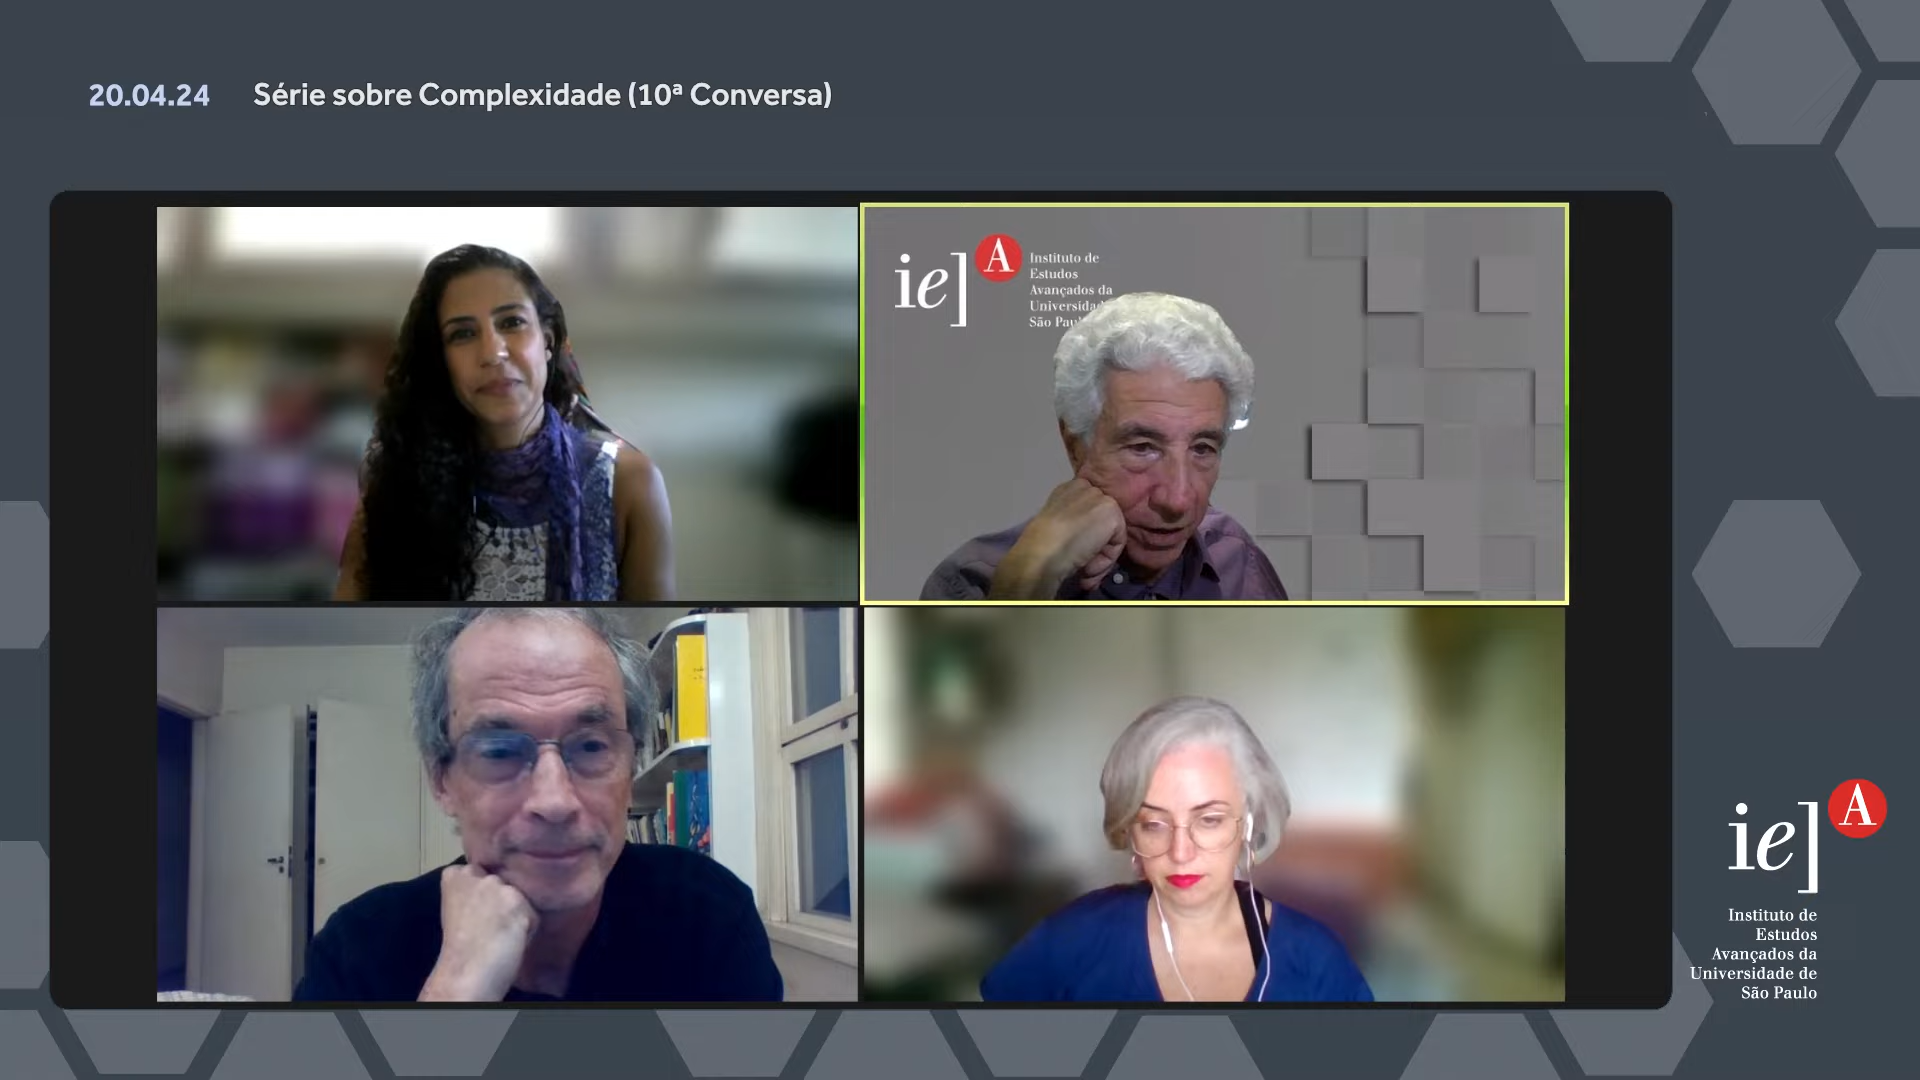 20.04.24 Série sobre Complexidade (10ª Conversa)
ie] A
Instituto de
Estudos
Avançados da
São
ie] A
Instituto de
Estudos
Avançados da
Universidade de
São Paulo